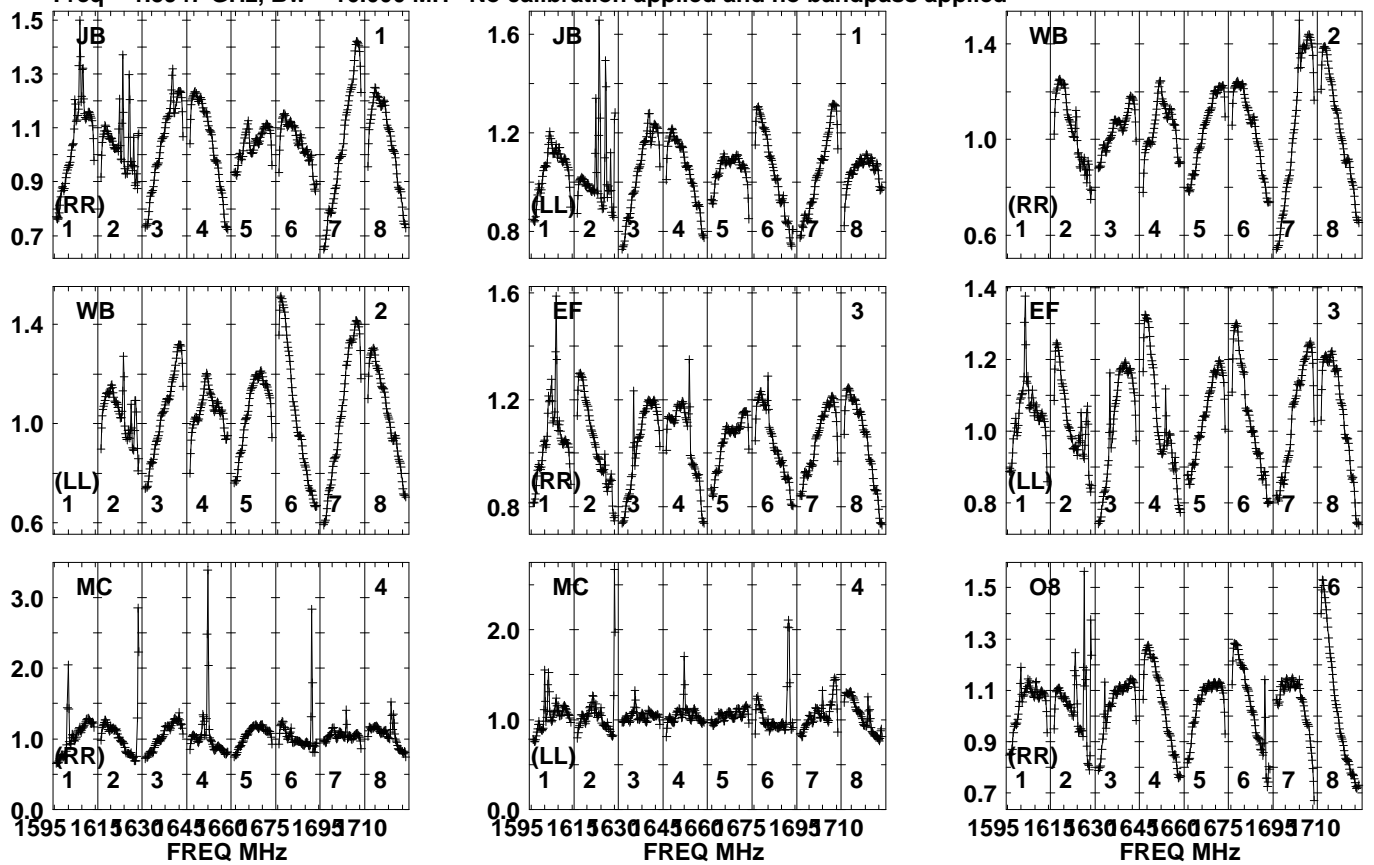 Freq GHz, No calibration applied and no bandpass applied
1.5 JB 1
1.3
1.1
0.9
0.7
(RR)
1 2 3 4 5 6 7 8
1.6 JB 1
1.2
0.8
(LL)
1 2 3 4 5 6 7 8
1.4 WB 2
1.0
0.6
(RR)
1 2 3 4 5 6 7 8
WB 2
1.4
1.0
0.6
(LL)
1 2 3 4 5 6 7 8
1.6
EF 3
1.2
0.8
(RR)
1 2 3 4 5 6 7 8
1.4
EF 3
1.2
1.0
0.8
(LL)
1 2 3 4 5 6 7 8
MC 4
3.0
2.0
1.0
0.0
(RR)
1 2 3 4 5 6 7 8
1595 1615 1630 1645 1660 1675 1695 1710
FREQ MHz
MC 4
2.0
1.0
0.0
(LL)
1 2 3 4 5 6 7 8
1595 1615 1630 1645 1660 1675 1695 1710
FREQ MHz
O8 6
1.5
1.3
1.1
0.9
0.7
(RR)
1 2 3 4 5 6 7 8
1595 1615 1630 1645 1660 1675 1695 1710
FREQ MHz